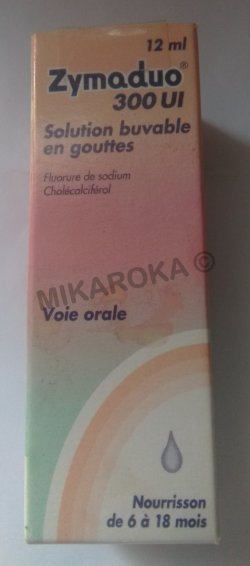 12 ml
Zymaduo®
300 UI
Solution buvable
en gouttes
Fluorure de sodium
Cholécalciférol
MIKAROKA ©
Voie orale
Nourrisson
de 6 à 18 mois